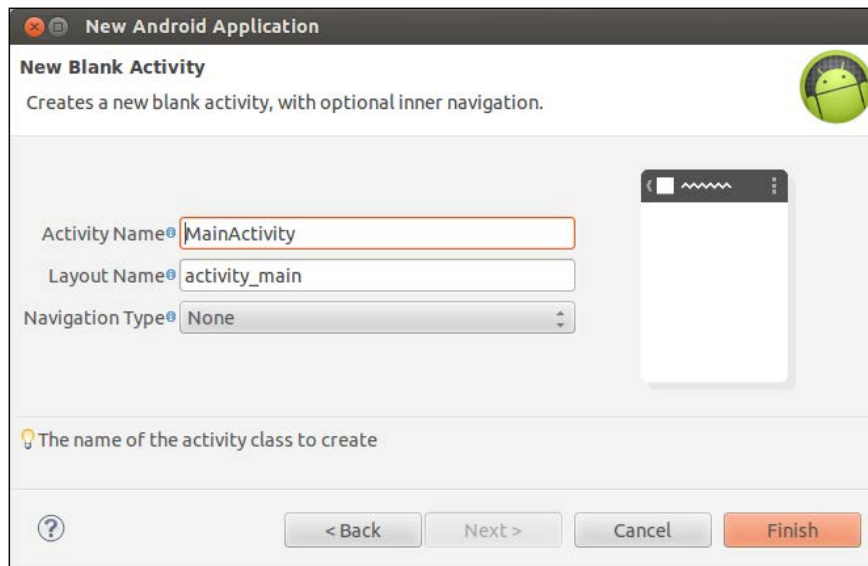 New Android Application
New Blank Activity
Creates a new blank activity, with optional inner navigation.
Activity Name MainActivity
Layout Name activity_main
Navigation Type None
The name of the activity class to create
? < Back Next > Cancel Finish